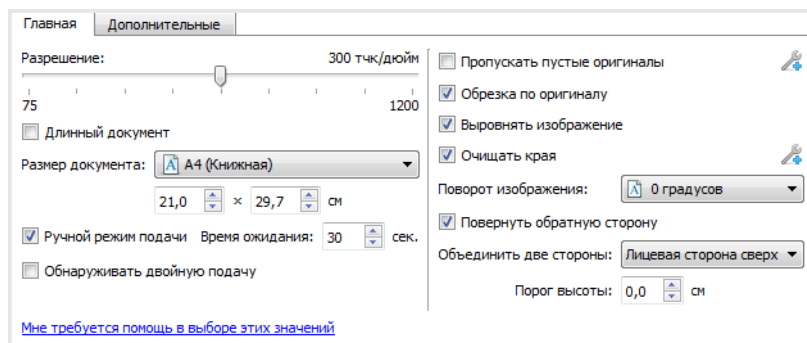 Главная Дополнительные
Разрешение: 300 тчк/дюйм
75 1200
Длинный документ
Размер документа: A4 (Книжная)
21,0 × 29,7 см
Ручной режим подачи Время ожидания: 30 сек.
Обнаруживать двойную подачу
Мне требуется помощь в выборе этих значений
Пропускать пустые оригиналы
Обрезка по оригиналу
Выровнять изображение
Очищать края
Поворот изображения: 0 градусов
Повернуть обратную сторону
Объединить две стороны: Лицевая сторона сверх
Порог высоты: 0,0 см